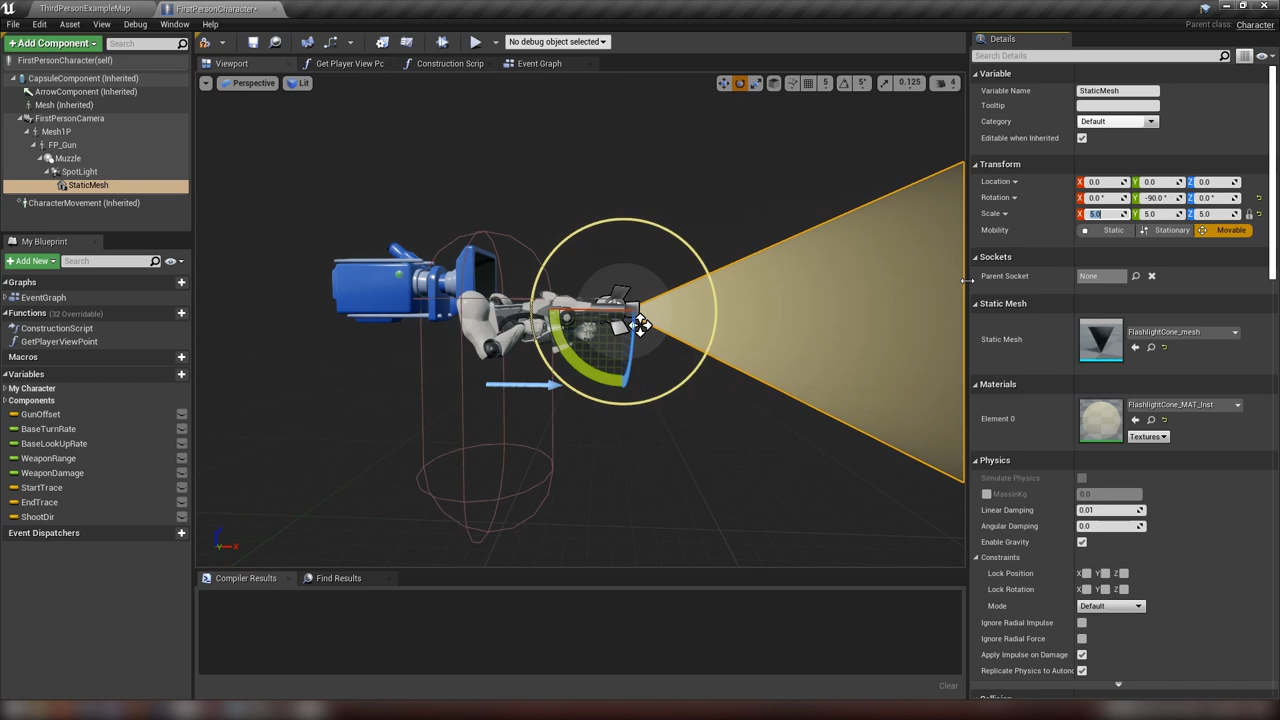 ThirdPersonExampleMap
FirstPersonCharacter*
File Edit Asset View Debug Window Help
Parent class: Character
+ Add Component
Search
No debug object selected
Details
FirstPersonCharacter(self)
Search Details
Viewport
Get Player View Pc
Construction Scrip
Event Graph
CapsuleComponent (Inherited)
ArrowComponent (Inherited)
Mesh (Inherited)
FirstPersonCamera
Mesh1P
FP_Gun
Muzzle
SpotLight
StaticMesh
CharacterMovement (Inherited)
Perspective
Lit
5
5°
0.125
4
Variable
Variable Name StaticMesh
Tooltip
Category Default
Editable when Inherited
Transform
Location X 0.0 Y 0.0 Z 0.0
Rotation X 0.0 ° Y -90.0 ° Z 0.0 °
Scale X 5.0 Y 5.0 Z 5.0
Mobility Static Stationary Movable
Sockets
Parent Socket None
Static Mesh
Static Mesh FlashlightCone_mesh
Materials
Element 0 FlashlightCone_MAT_Inst
Textures
Physics
Simulate Physics
MassInKg 0.0
Linear Damping 0.01
Angular Damping 0.0
Enable Gravity
Constraints
Lock Position X Y Z
Lock Rotation X Y Z
Mode Default
Ignore Radial Impulse
Ignore Radial Force
Apply Impulse on Damage
Replicate Physics to Autono
My Blueprint
+ Add New
Search
Graphs
EventGraph
Functions (32 Overridable)
ConstructionScript
GetPlayerViewPoint
Macros
Variables
My Character
Components
GunOffset
BaseTurnRate
BaseLookUpRate
WeaponRange
WeaponDamage
StartTrace
EndTrace
ShootDir
Event Dispatchers
Z
X
Compiler Results
Find Results
Clear